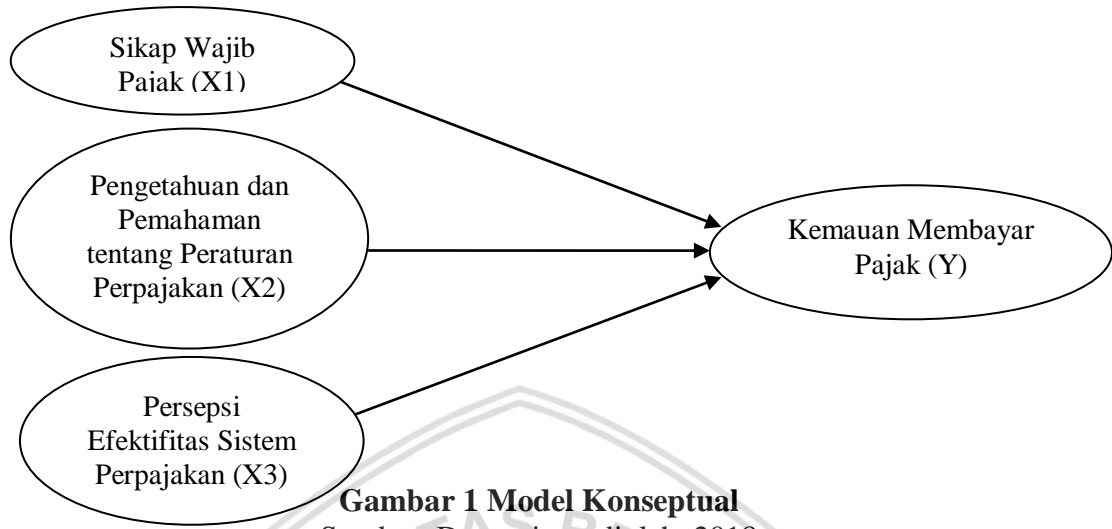 Sikap Wajib
Pajak (X1)
Pengetahuan dan
Pemahaman
tentang Peraturan
Perpajakan (X2)
Persepsi
Efektifitas Sistem
Perpajakan (X3)
Kemauan Membayar
Pajak (Y)
Gambar 1 Model Konseptual